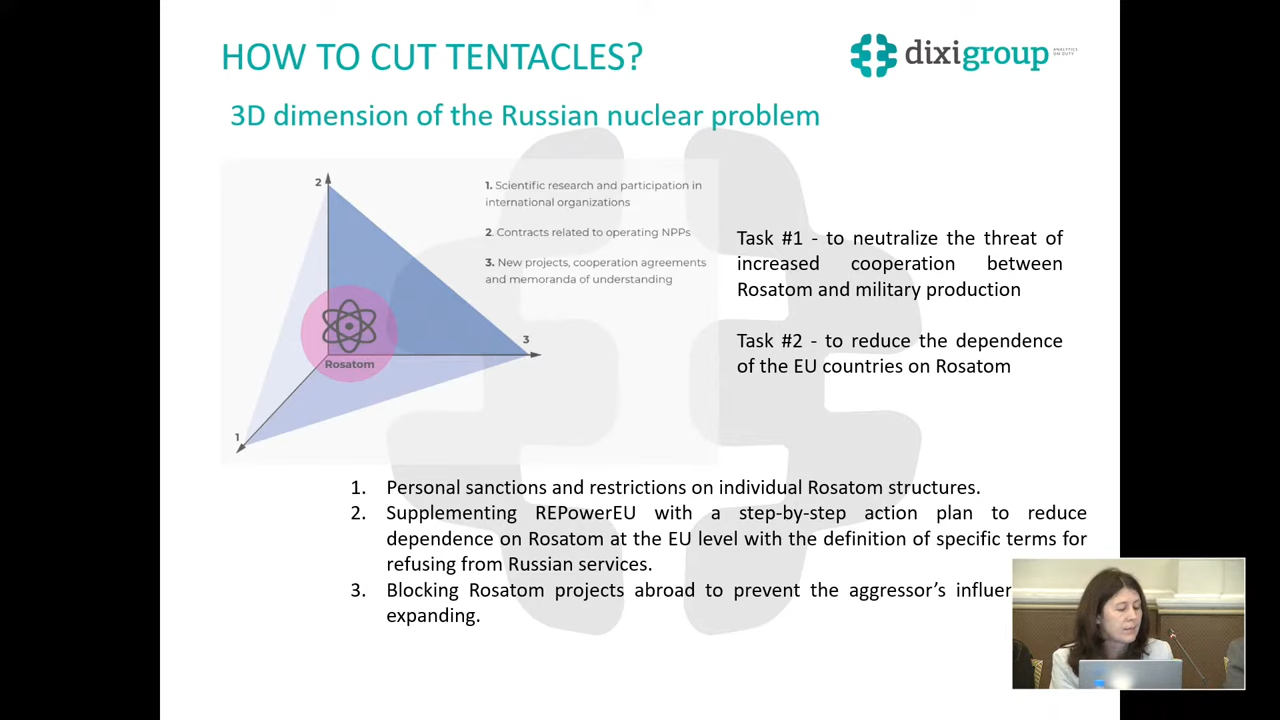 HOW TO CUT TENTACLES?
dixigroup
ANALYTICS
ON DUTY
3D dimension of the Russian nuclear problem
2
1. Scientific research and participation in
international organizations
2. Contracts related to operating NPPs
3. New projects, cooperation agreements
and memoranda of understanding
3
Rosatom
1
Task #1 - to neutralize the threat of
increased cooperation between
Rosatom and military production
Task #2 - to reduce the dependence
of the EU countries on Rosatom
1. Personal sanctions and restrictions on individual Rosatom structures.
2. Supplementing REPowerEU with a step-by-step action plan to reduce
dependence on Rosatom at the EU level with the definition of specific terms for
refusing from Russian services.
3. Blocking Rosatom projects abroad to prevent the aggressor's
expanding.